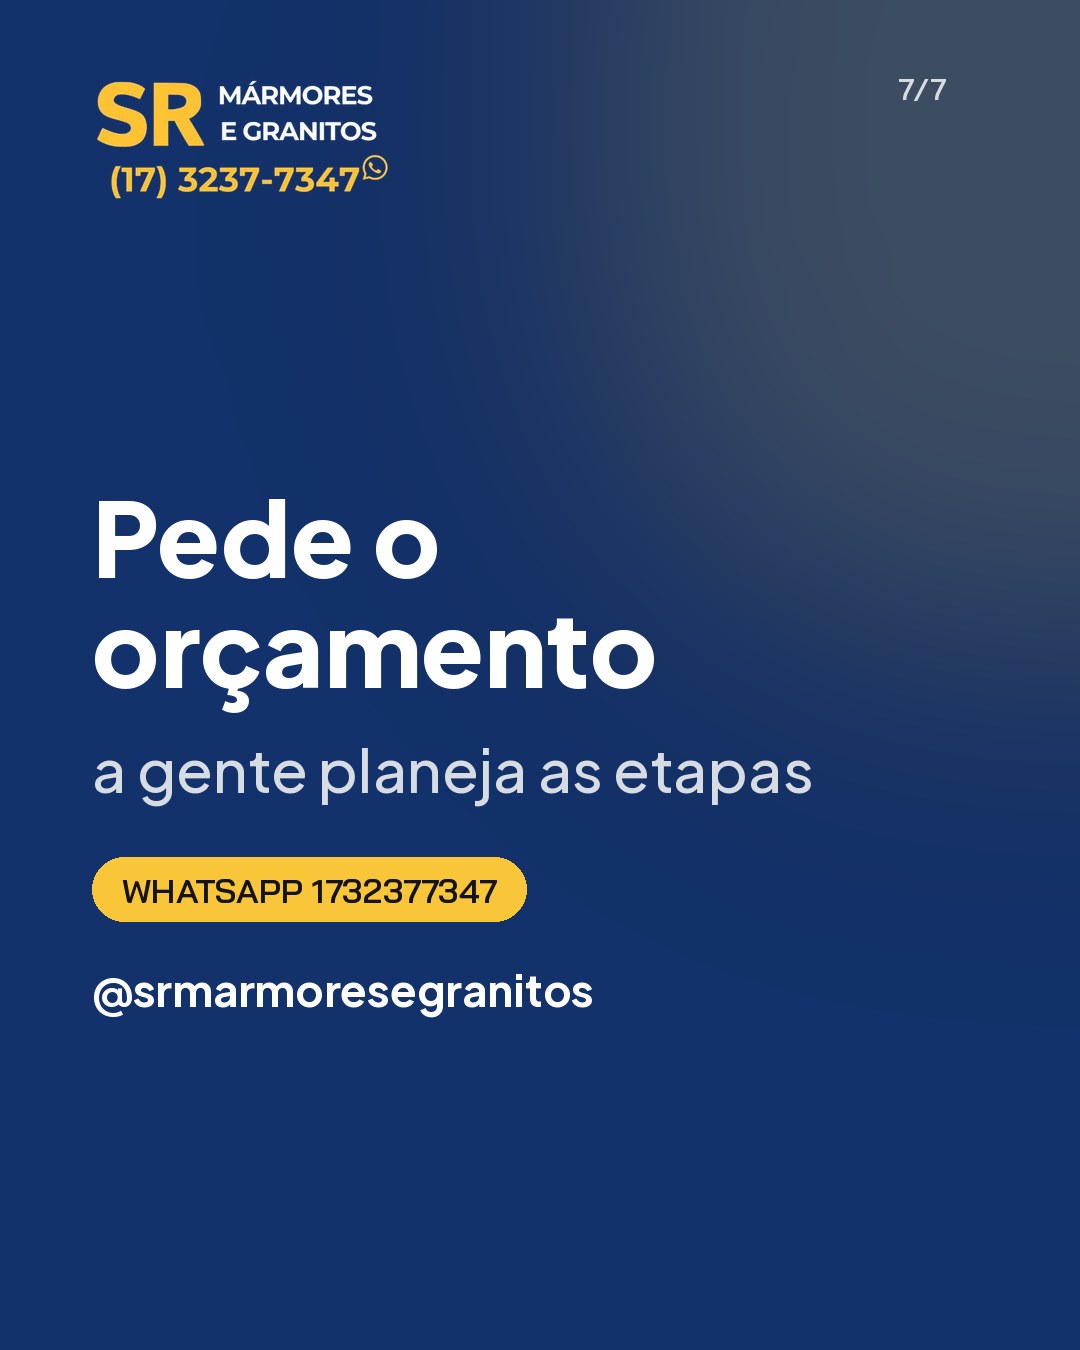 SR MÁRMORES
E GRANITOS
(17) 3237-7347
7/7
Pede o
orçamento
a gente planeja as etapas
WHATSAPP 1732377347
@srmarmoresegranitos